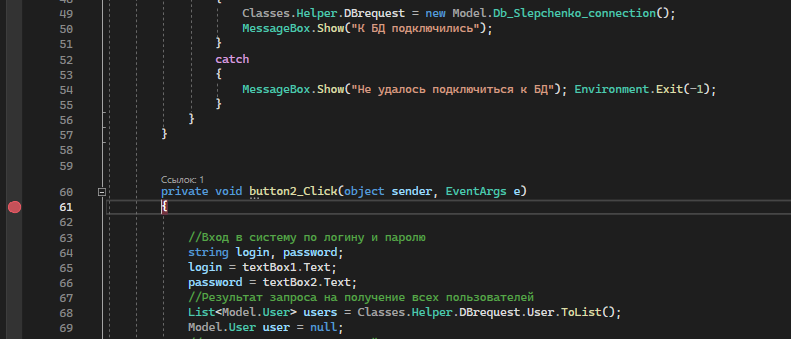 48 {
49 Classes.Helper.DBrequest = new Model.Db_Slepchenko_connection();
50 MessageBox.Show("К БД подключились");
51 }
52 catch
53 {
54 MessageBox.Show("Не удалось подключиться к БД"); Environment.Exit(-1);
55 }
56 }
57 }
58
59
Ссылок: 1
60 private void button2_Click(object sender, EventArgs e)
61 {
62
63 //Вход в систему по логину и паролю
64 string login, password;
65 login = textBox1.Text;
66 password = textBox2.Text;
67 //Результат запроса на получение всех пользователей
68 List<Model.User> users = Classes.Helper.DBrequest.User.ToList();
69 Model.User user = null;